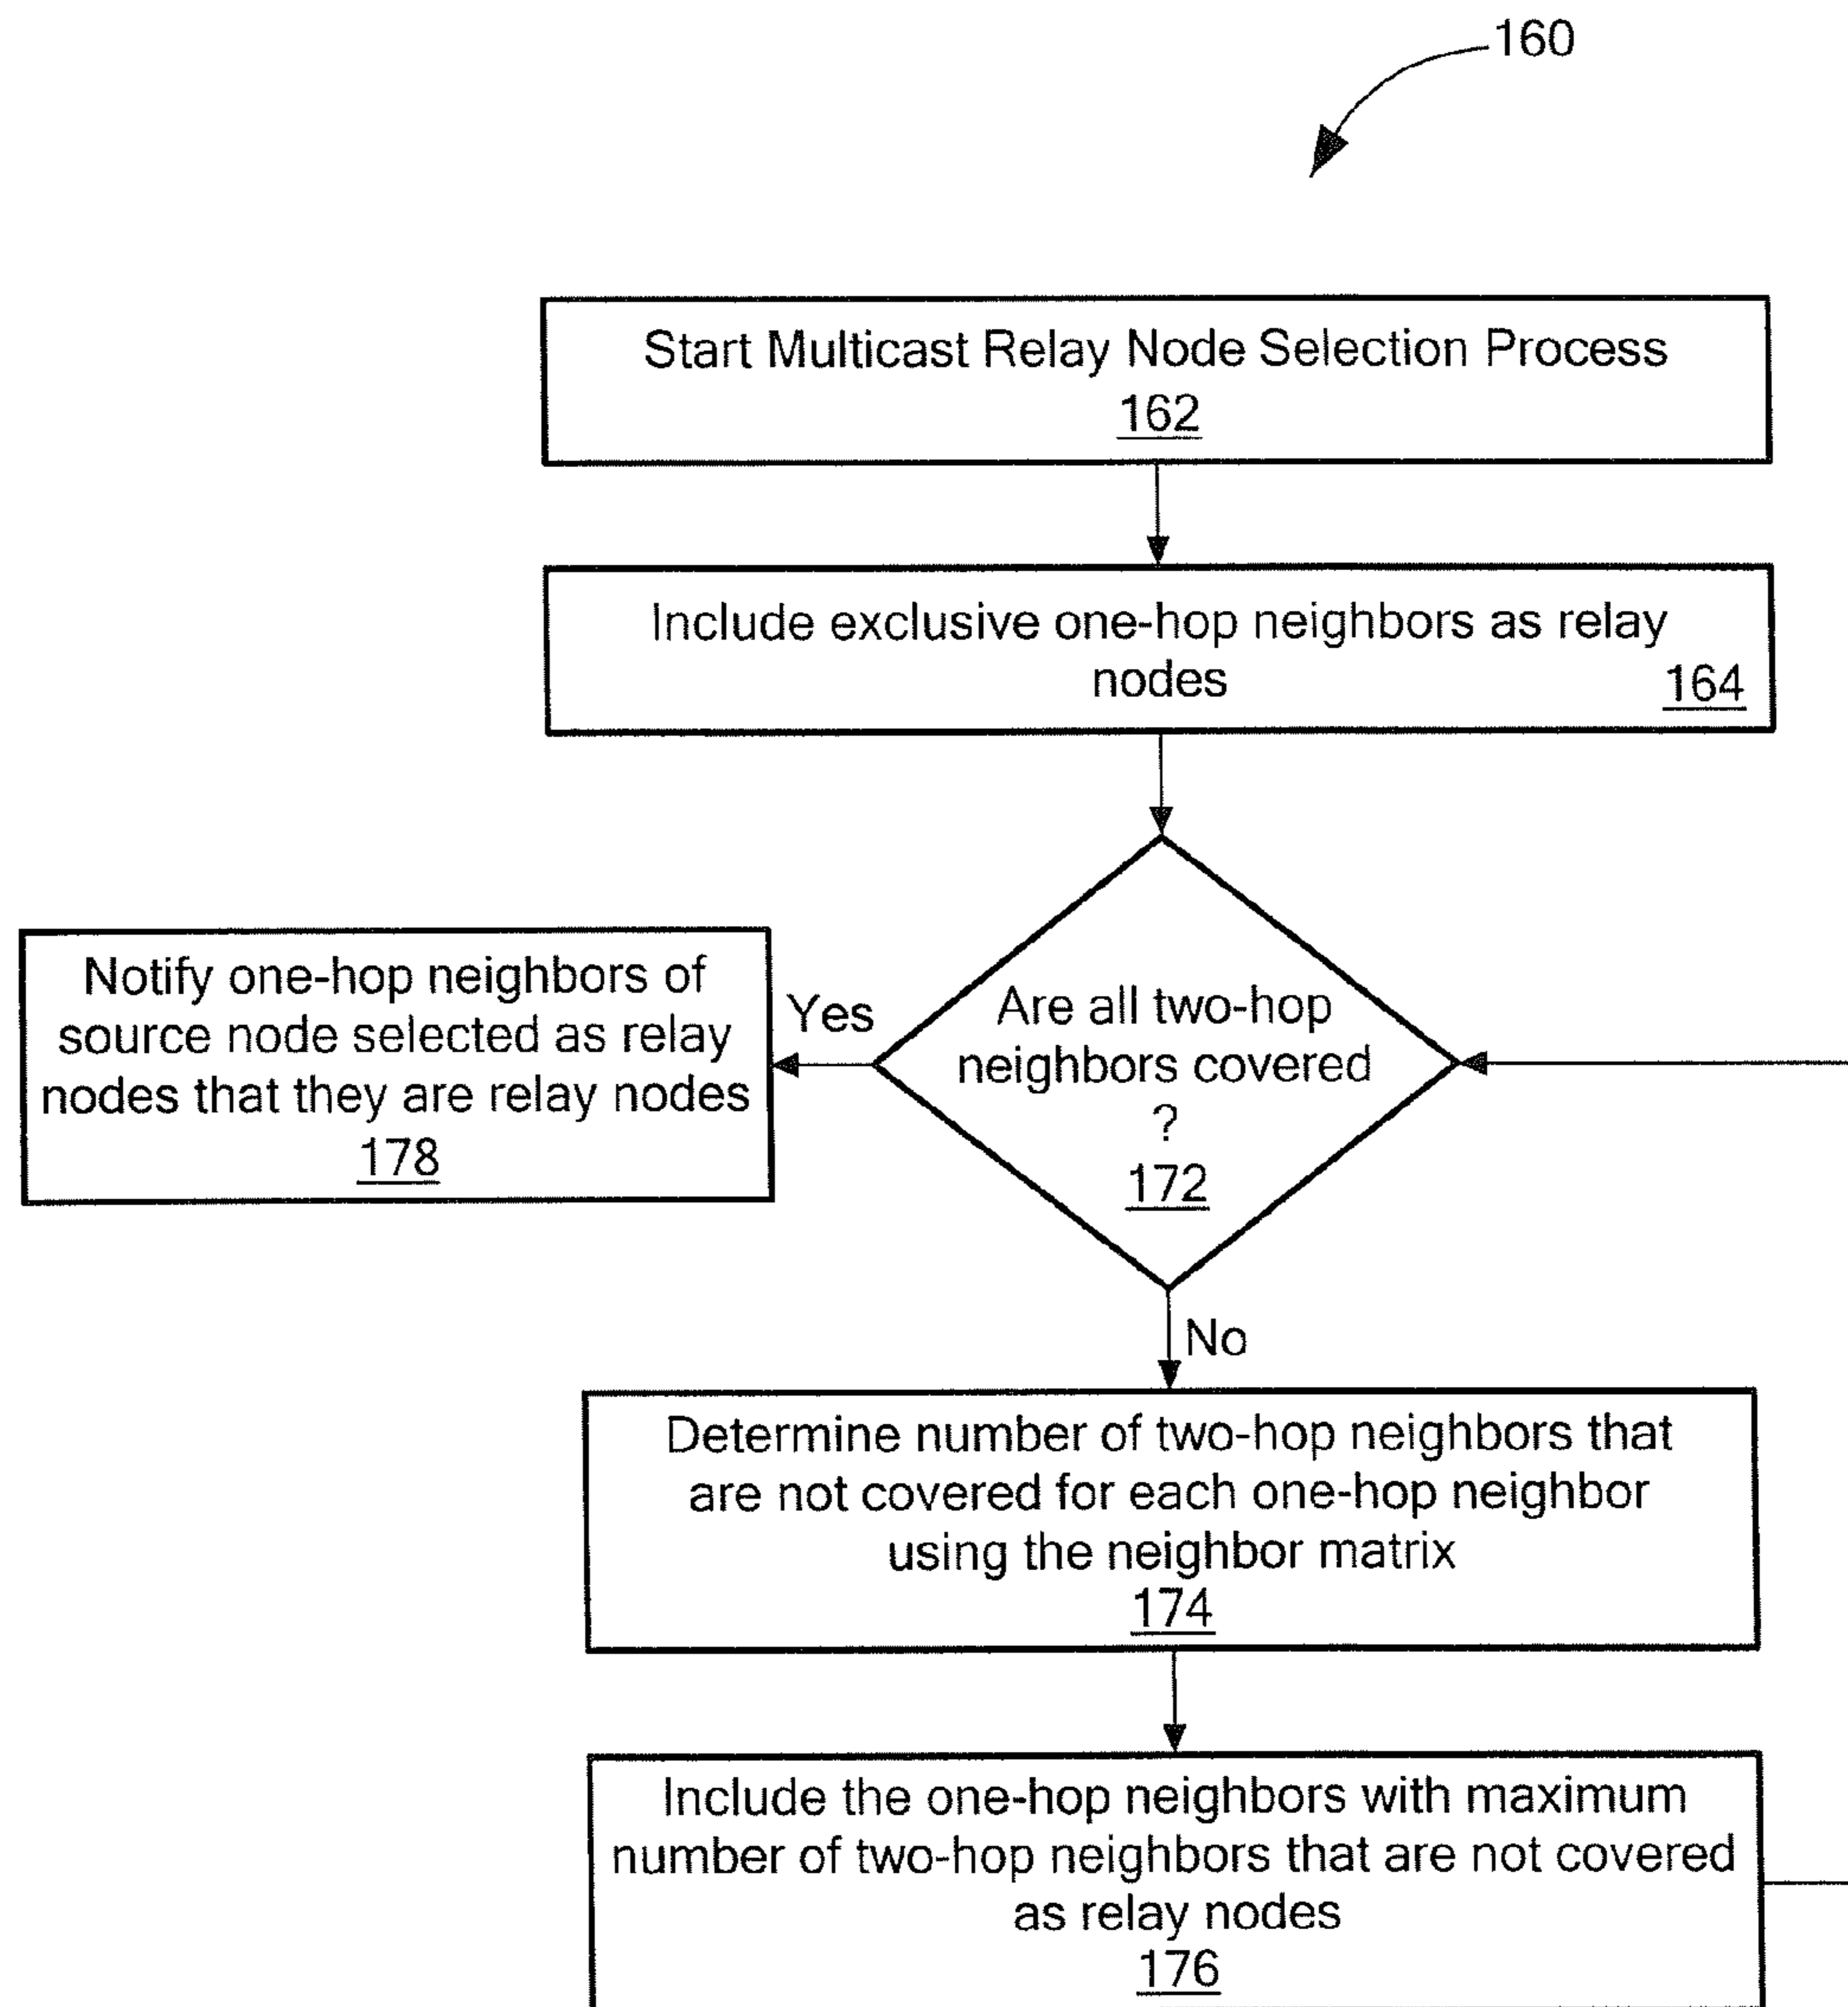 160
Start Multicast Relay Node Selection Process
162
Include exclusive one-hop neighbors as relay
nodes
164
Are all two-hop
neighbors covered
?
172
Yes
Notify one-hop neighbors of
source node selected as relay
nodes that they are relay nodes
178
No
Determine number of two-hop neighbors that
are not covered for each one-hop neighbor
using the neighbor matrix
174
Include the one-hop neighbors with maximum
number of two-hop neighbors that are not covered
as relay nodes
176